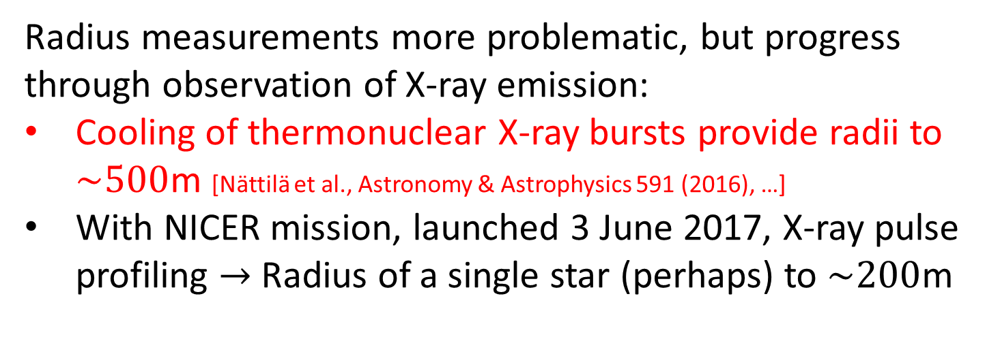 Radius measurements more problematic, but progress
through observation of X-ray emission:
• Cooling of thermonuclear X-ray bursts provide radii to
~500m [Nättilä et al., Astronomy & Astrophysics 591 (2016), …]
• With NICER mission, launched 3 June 2017, X-ray pulse
profiling → Radius of a single star (perhaps) to ~200m